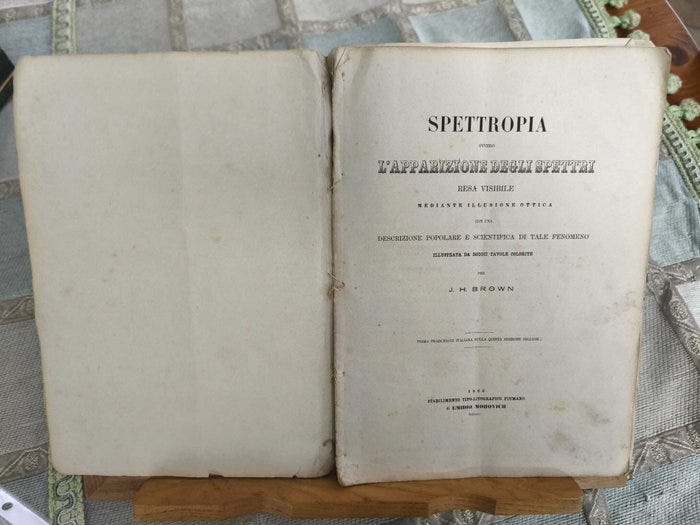 SPETTROPIA
OVVERO
L'APPARIZIONE DEGLI SPETTRI
RESA VISIBILE
MEDIANTE ILLUSIONE OTTICA
CON UNA
DESCRIZIONE POPOLARE E SCIENTIFICA DI TALE FENOMENO
ILLUSTRATA DA DODICI TAVOLE COLORITE
PER
J. H. BROWN
PRIMA TRADUZIONE ITALIANA SULLA QUINTA EDIZIONE INGLESE
STABILIMENTO TIPO-LITOGRAFICO FIUMANO
EMIDIO MOHOVICH